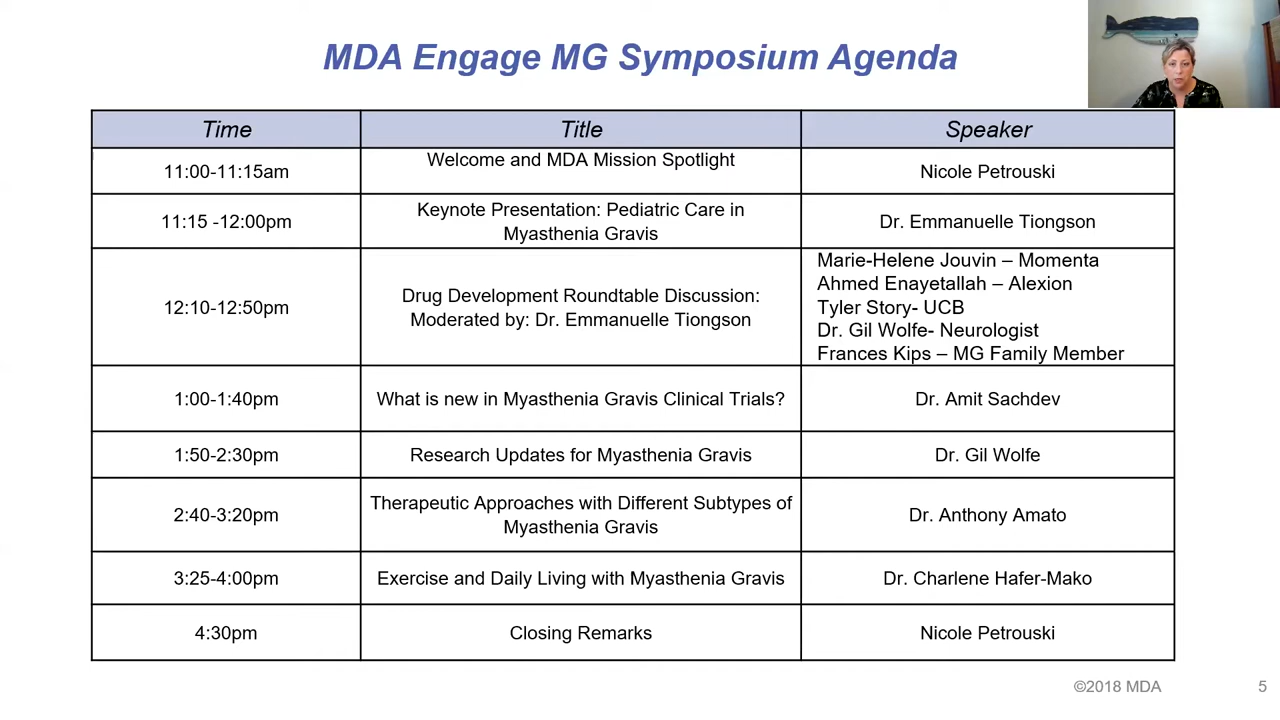 MDA Engage MG Symposium Agenda
Time Title Speaker
11:00-11:15am Welcome and MDA Mission Spotlight Nicole Petrouski
11:15 -12:00pm Keynote Presentation: Pediatric Care in
Myasthenia Gravis Dr. Emmanuelle Tiongson
12:10-12:50pm Drug Development Roundtable Discussion:
Moderated by: Dr. Emmanuelle Tiongson
Marie-Helene Jouvin – Momenta
Ahmed Enayetallah – Alexion
Tyler Story- UCB
Dr. Gil Wolfe- Neurologist
Frances Kips – MG Family Member
1:00-1:40pm What is new in Myasthenia Gravis Clinical Trials? Dr. Amit Sachdev
1:50-2:30pm Research Updates for Myasthenia Gravis Dr. Gil Wolfe
2:40-3:20pm Therapeutic Approaches with Different Subtypes of
Myasthenia Gravis Dr. Anthony Amato
3:25-4:00pm Exercise and Daily Living with Myasthenia Gravis Dr. Charlene Hafer-Mako
4:30pm Closing Remarks Nicole Petrouski
©2018 MDA 5